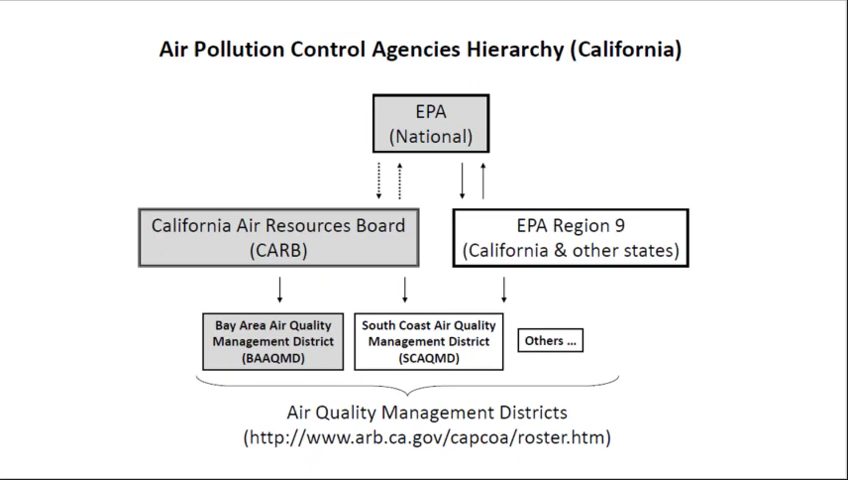 Air Pollution Control Agencies Hierarchy (California)
EPA
(National)
California Air Resources Board
(CARB)
EPA Region 9
(California & other states)
Bay Area Air Quality
Management District
(BAAQMD)
South Coast Air Quality
Management District
(SCAQMD)
Others ...
Air Quality Management Districts
(http://www.arb.ca.gov/capcoa/roster.htm)